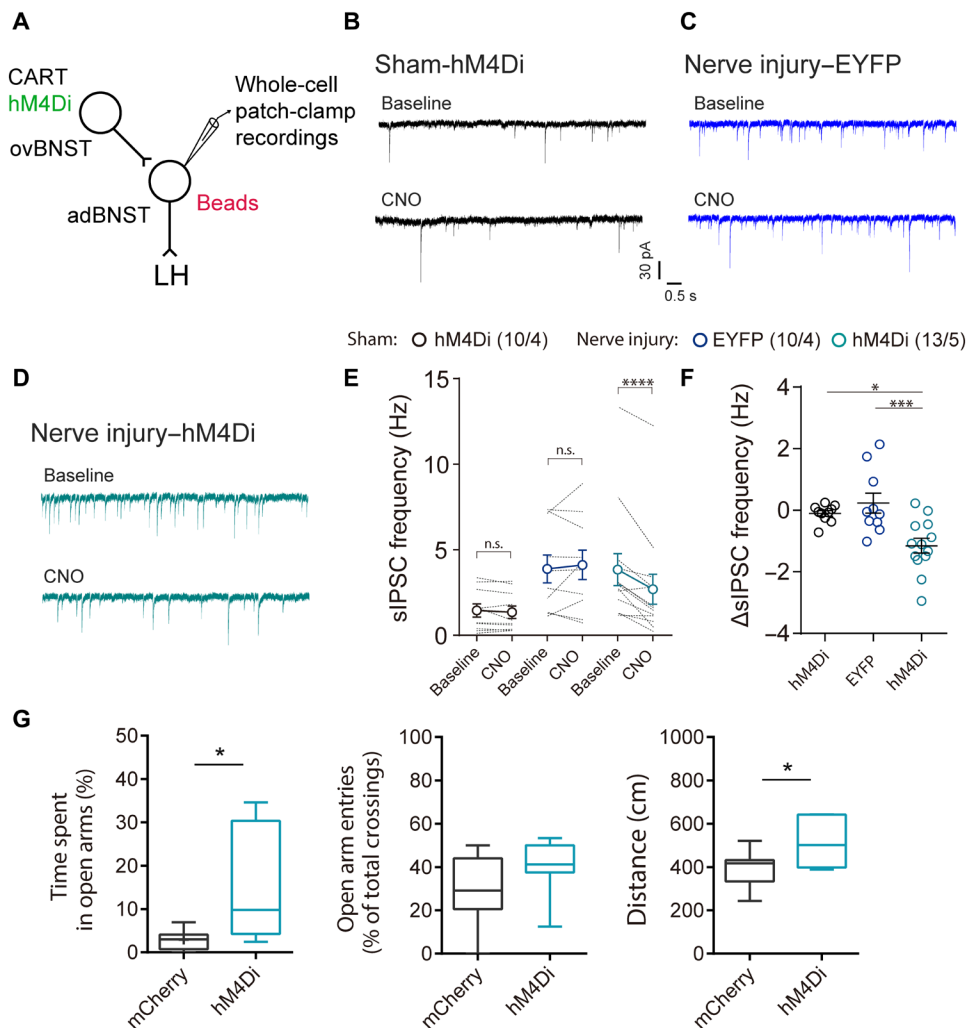 A
CART
hM4Di
ovBNST
adBNST
LH
Beads
Whole-cell
patch-clamp
recordings
B
Sham-hM4Di
Baseline
CNO
30 pA
0.5 s
C
Nerve injury–EYFP
Baseline
CNO
Sham: hM4Di (10/4) Nerve injury: EYFP (10/4) hM4Di (13/5)
D
Nerve injury–hM4Di
Baseline
CNO
E
sIPSC frequency (Hz)
15
10
5
0
n.s.
n.s.
****
Baseline
CNO
Baseline
CNO
Baseline
CNO
F
ΔsIPSC frequency (Hz)
4
2
0
−2
−4
*
***
hM4Di
EYFP
hM4Di
G
Time spent
in open arms (%)
50
40
30
20
10
0
*
mCherry
hM4Di
Open arm entries
(% of total crossings)
100
80
60
40
20
0
mCherry
hM4Di
Distance (cm)
1000
800
600
400
200
0
*
mCherry
hM4Di